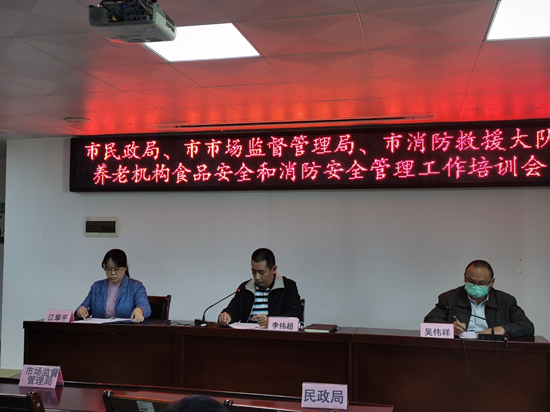 市民政局、市市场监督管理局、市消防救援大队
养老机构食品安全和消防安全管理工作培训会
江翠平
李伟超
吴伟祥
市场监督
管理局
民政局